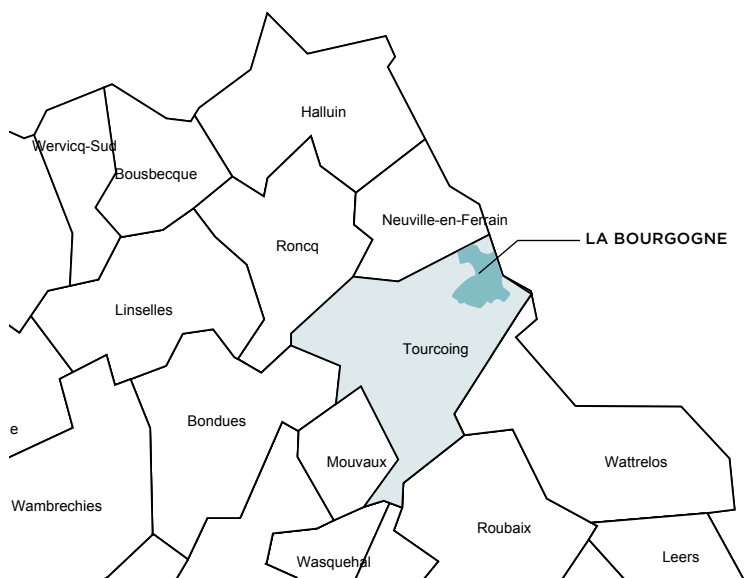 Halluin
Wervicq-Sud
Bousbecque
Neuville-en-Ferrain
LA BOURGOGNE
Roncq
Linselles
Tourcoing
Bondues
e
Mouvaux
Wattrelos
Wambrechies
Roubaix
Wasquehal
Leers